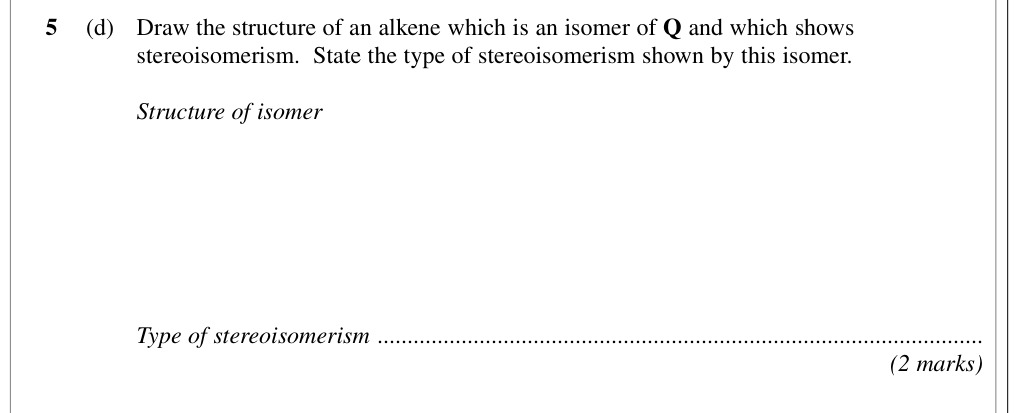 5 (d) Draw the structure of an alkene which is an isomer of Q and which shows
stereoisomerism. State the type of stereoisomerism shown by this isomer.
Structure of isomer
Type of stereoisomerism ......................................................................................................
(2 marks)